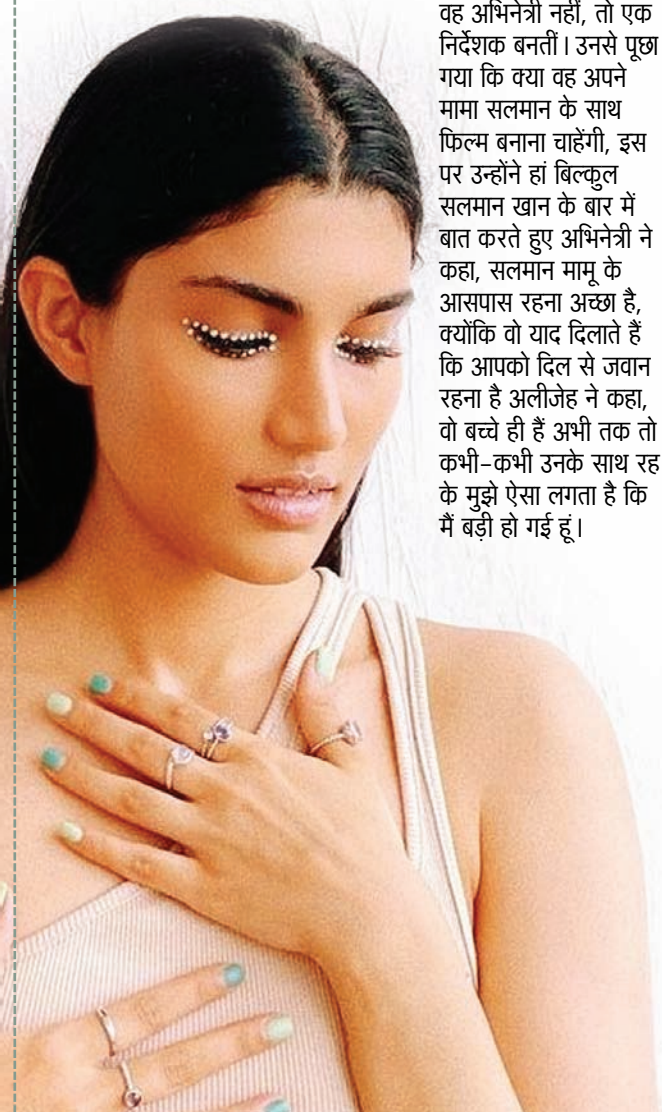 वह अभिनेत्री नहीं, तो एक
निर्देशक बनतीं। उनसे पूछा
गया कि क्या वह अपने
मामा सलमान के साथ
फिल्म बनाना चाहेंगी, इस
पर उन्होंने हां बिल्कुल
सलमान खान के बार में
बात करते हुए अभिनेत्री ने
कहा, सलमान मामू के
आसपास रहना अच्छा है,
क्योंकि वो याद दिलाते हैं
कि आपको दिल से जवान
रहना है अलीजेह ने कहा,
वो बच्चे ही हैं अभी तक तो
कभी-कभी उनके साथ रह
के मुझे ऐसा लगता है कि
मैं बड़ी हो गई हूं।